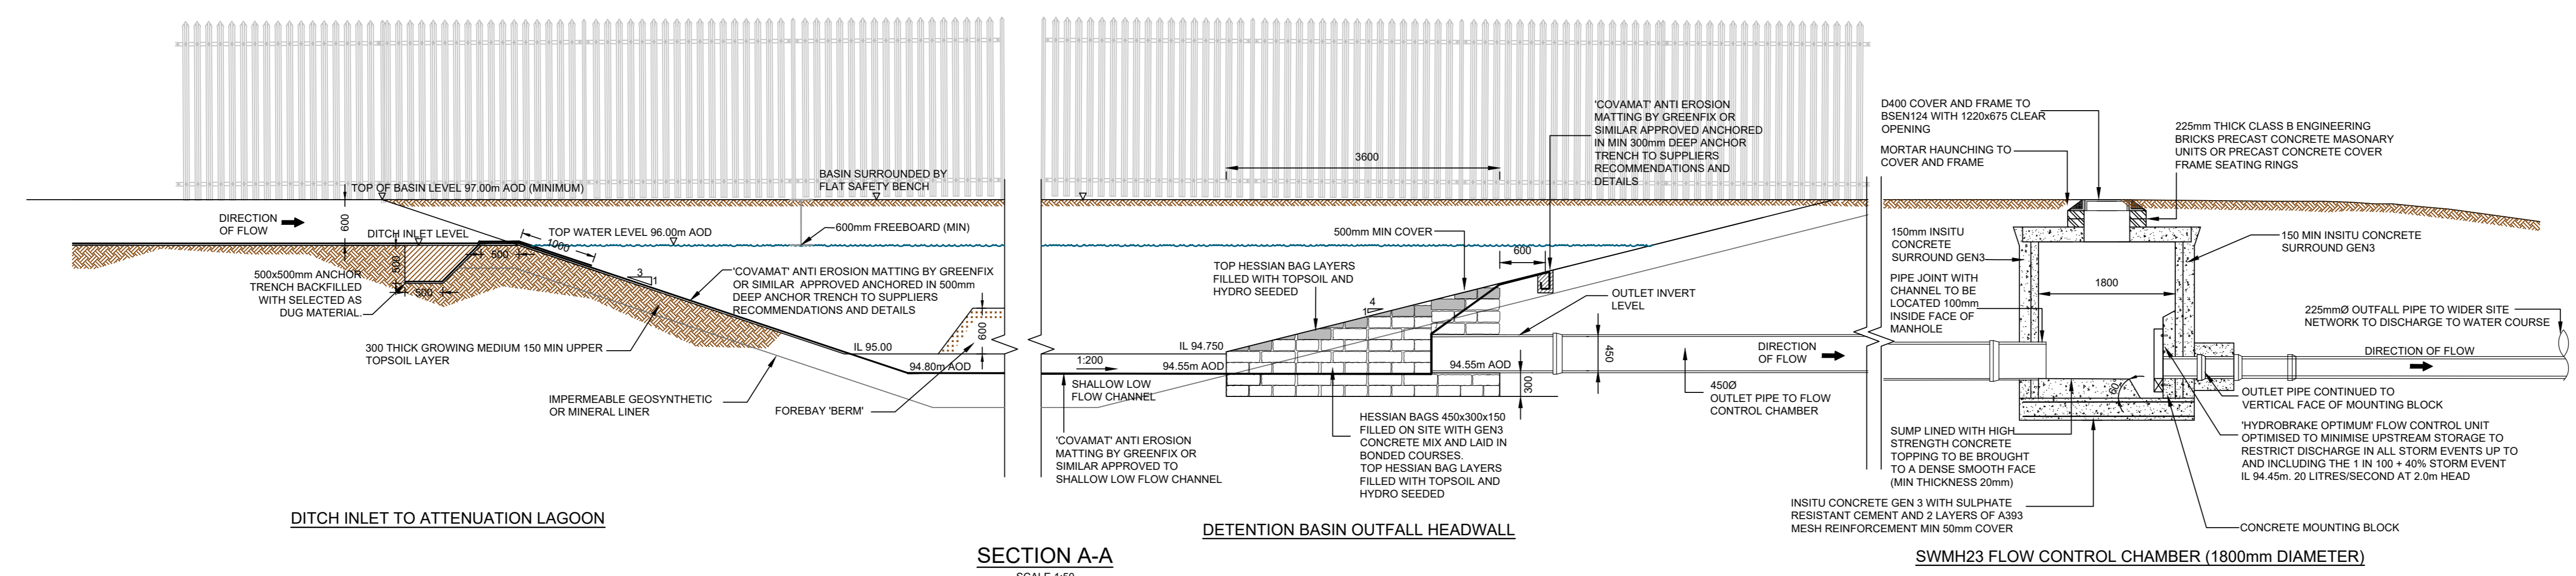 TOP OF BASIN LEVEL 97.00m AOD (MINIMUM)
600
DIRECTION
OF FLOW
DITCH INLET LEVEL
500
500
500
1000
TOP WATER LEVEL 96.00m AOD
3
1
500x500mm ANCHOR
TRENCH BACKFILLED
WITH SELECTED AS
DUG MATERIAL.
300 THICK GROWING MEDIUM 150 MIN UPPER
TOPSOIL LAYER
IMPERMEABLE GEOSYNTHETIC
OR MINERAL LINER
BASIN SURROUNDED BY
FLAT SAFETY BENCH
600mm FREEBOARD (MIN)
'COVAMAT' ANTI EROSION MATTING BY GREENFIX
OR SIMILAR APPROVED ANCHORED IN 500mm
DEEP ANCHOR TRENCH TO SUPPLIERS
RECOMMENDATIONS AND DETAILS
600
IL 95.00
94.80m AOD
FOREBAY 'BERM'
DITCH INLET TO ATTENUATION LAGOON
3600
'COVAMAT' ANTI EROSION
MATTING BY GREENFIX OR
SIMILAR APPROVED ANCHORED
IN MIN 300mm DEEP ANCHOR
TRENCH TO SUPPLIERS
RECOMMENDATIONS AND
DETAILS
500mm MIN COVER
600
TOP HESSIAN BAG LAYERS
FILLED WITH TOPSOIL AND
HYDRO SEEDED
4
1
OUTLET INVERT
LEVEL
IL 94.750
1:200
94.55m AOD
94.55m AOD
450
300
DIRECTION
OF FLOW
SHALLOW LOW
FLOW CHANNEL
450Ø
OUTLET PIPE TO FLOW
CONTROL CHAMBER
'COVAMAT' ANTI EROSION
MATTING BY GREENFIX OR
SIMILAR APPROVED TO
SHALLOW LOW FLOW CHANNEL
HESSIAN BAGS 450x300x150
FILLED ON SITE WITH GEN3
CONCRETE MIX AND LAID IN
BONDED COURSES.
TOP HESSIAN BAG LAYERS
FILLED WITH TOPSOIL AND
HYDRO SEEDED
DETENTION BASIN OUTFALL HEADWALL
D400 COVER AND FRAME TO
BSEN124 WITH 1220x675 CLEAR
OPENING
MORTAR HAUNCHING TO
COVER AND FRAME
225mm THICK CLASS B ENGINEERING
BRICKS PRECAST CONCRETE MASONARY
UNITS OR PRECAST CONCRETE COVER
FRAME SEATING RINGS
150mm INSITU
CONCRETE
SURROUND GEN3
150 MIN INSITU CONCRETE
SURROUND GEN3
PIPE JOINT WITH
CHANNEL TO BE
LOCATED 100mm
INSIDE FACE OF
MANHOLE
1800
225mmØ OUTFALL PIPE TO WIDER SITE
NETWORK TO DISCHARGE TO WATER COURSE
DIRECTION OF FLOW
OUTLET PIPE CONTINUED TO
VERTICAL FACE OF MOUNTING BLOCK
SUMP LINED WITH HIGH
STRENGTH CONCRETE
TOPPING TO BE BROUGHT
TO A DENSE SMOOTH FACE
(MIN THICKNESS 20mm)
'HYDROBRAKE OPTIMUM' FLOW CONTROL UNIT
OPTIMISED TO MINIMISE UPSTREAM STORAGE TO
RESTRICT DISCHARGE IN ALL STORM EVENTS UP TO
AND INCLUDING THE 1 IN 100 + 40% STORM EVENT
IL 94.45m. 20 LITRES/SECOND AT 2.0m HEAD
INSITU CONCRETE GEN 3 WITH SULPHATE
RESISTANT CEMENT AND 2 LAYERS OF A393
MESH REINFORCEMENT MIN 50mm COVER
CONCRETE MOUNTING BLOCK
SWMH23 FLOW CONTROL CHAMBER (1800mm DIAMETER)
SECTION A-A
SCALE 1:50